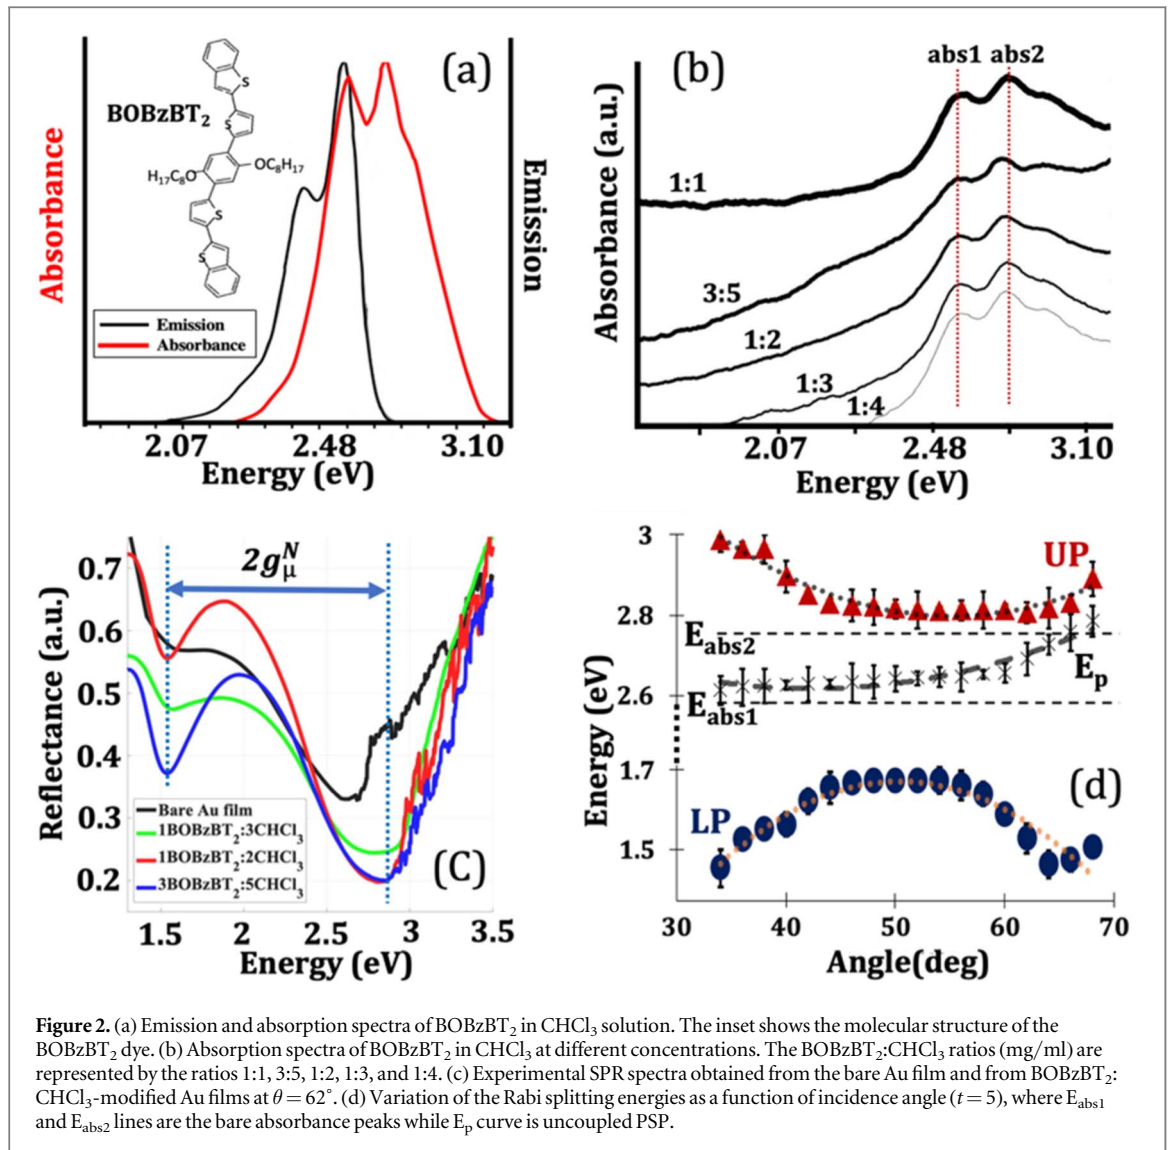 (a)
BOBzBT2
S
S
OC8H17
H17C8O
S
S
Absorbance
Emission
Emission
Absorbance
2.07 2.48 3.10
Energy (eV)
(b)
abs1 abs2
Absorbance (a.u.)
1:1
3:5
1:2
1:3
1:4
2.07 2.48 3.10
Energy (eV)
2gμN
0.7
0.6
0.5
0.4
0.3
0.2
Reflectance (a.u.)
Bare Au film
1BOBzBT2:3CHCl3
1BOBzBT2:2CHCl3
3BOBzBT2:5CHCl3
(C)
1.5 2 2.5 3 3.5
Energy (eV)
3
2.8
2.6
1.7
1.5
Energy (eV)
UP
Eabs2
Ep
Eabs1
LP
(d)
30 40 50 60 70
Angle(deg)
Figure 2. (a) Emission and absorption spectra of BOBzBT2 in CHCl3 solution. The inset shows the molecular structure of the
BOBzBT2 dye. (b) Absorption spectra of BOBzBT2 in CHCl3 at different concentrations. The BOBzBT2:CHCl3 ratios (mg/ml) are
represented by the ratios 1:1, 3:5, 1:2, 1:3, and 1:4. (c) Experimental SPR spectra obtained from the bare Au film and from BOBzBT2:
CHCl3-modified Au films at θ = 62°. (d) Variation of the Rabi splitting energies as a function of incidence angle (t = 5), where Eabs1
and Eabs2 lines are the bare absorbance peaks while Ep curve is uncoupled PSP.